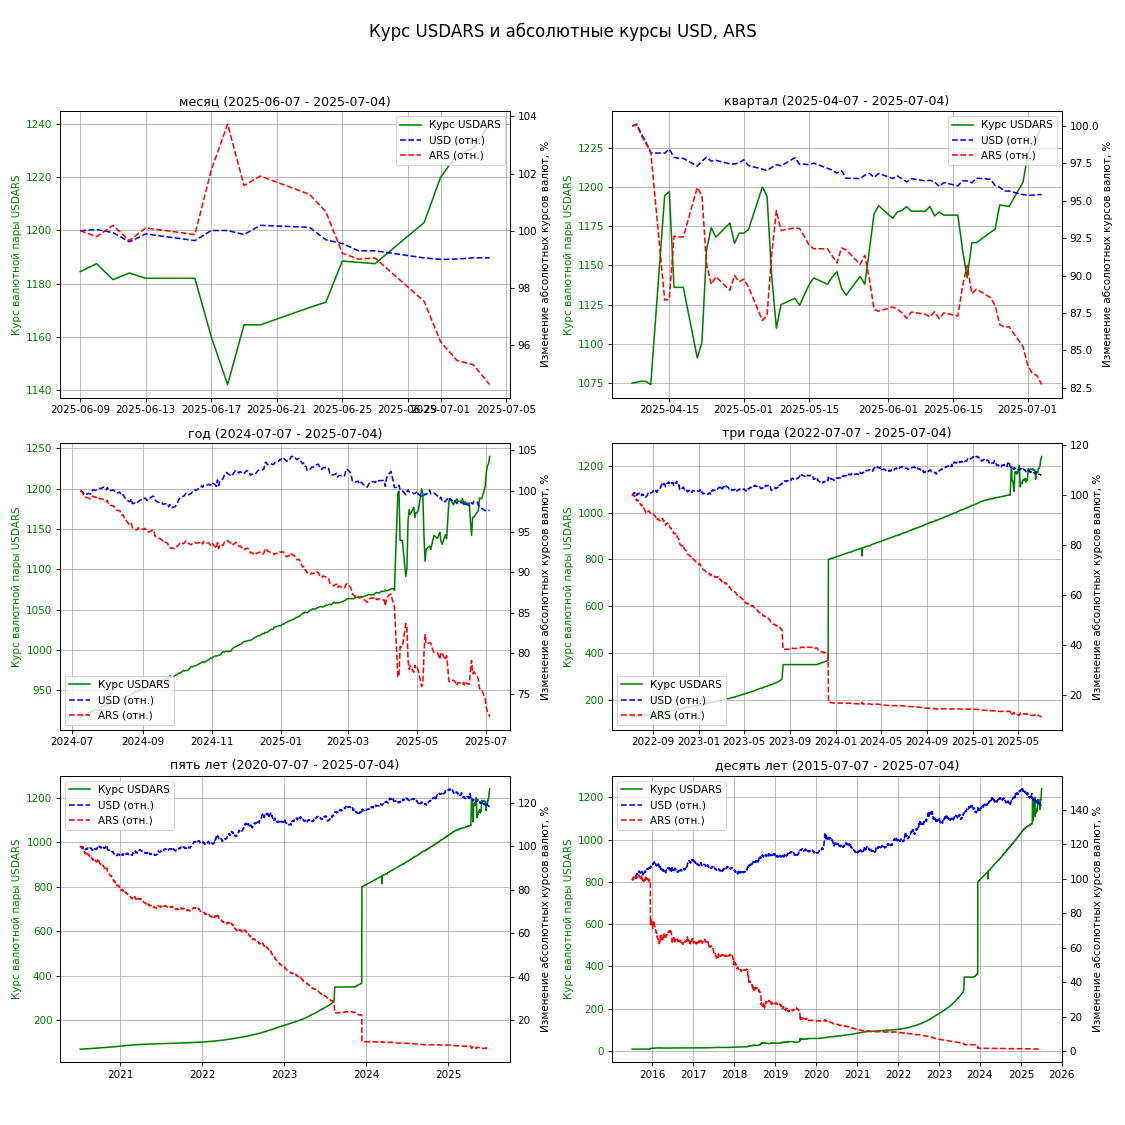 Курс USDARS и абсолютные курсы USD, ARS
месяц (2025-06-07 - 2025-07-04)
Курс валютной пары USDARS
1240
1220
1200
1180
1160
1140
104
102
100
98
96
Изменение абсолютных курсов валют, %
Курс USDARS
USD (отн.)
ARS (отн.)
2025-06-09 2025-06-13 2025-06-17 2025-06-21 2025-06-25 2025-06-29 2025-07-01 2025-07-05
квартал (2025-04-07 - 2025-07-04)
Курс валютной пары USDARS
1225
1200
1175
1150
1125
1100
1075
100.0
97.5
95.0
92.5
90.0
87.5
85.0
82.5
Изменение абсолютных курсов валют, %
Курс USDARS
USD (отн.)
ARS (отн.)
2025-04-15 2025-05-01 2025-05-15 2025-06-01 2025-06-15 2025-07-01
год (2024-07-07 - 2025-07-04)
Курс валютной пары USDARS
1250
1200
1150
1100
1050
1000
950
105
100
95
90
85
80
75
Изменение абсолютных курсов валют, %
Курс USDARS
USD (отн.)
ARS (отн.)
2024-07 2024-09 2024-11 2025-01 2025-03 2025-05 2025-07
три года (2022-07-07 - 2025-07-04)
Курс валютной пары USDARS
1200
1000
800
600
400
200
120
100
80
60
40
20
Изменение абсолютных курсов валют, %
Курс USDARS
USD (отн.)
ARS (отн.)
2022-09 2023-01 2023-05 2023-09 2024-01 2024-05 2024-09 2025-01 2025-05
пять лет (2020-07-07 - 2025-07-04)
Курс валютной пары USDARS
1200
1000
800
600
400
200
120
100
80
60
40
20
Изменение абсолютных курсов валют, %
Курс USDARS
USD (отн.)
ARS (отн.)
2021 2022 2023 2024 2025
десять лет (2015-07-07 - 2025-07-04)
Курс валютной пары USDARS
1200
1000
800
600
400
200
0
140
120
100
80
60
40
20
0
Изменение абсолютных курсов валют, %
Курс USDARS
USD (отн.)
ARS (отн.)
2016 2017 2018 2019 2020 2021 2022 2023 2024 2025 2026